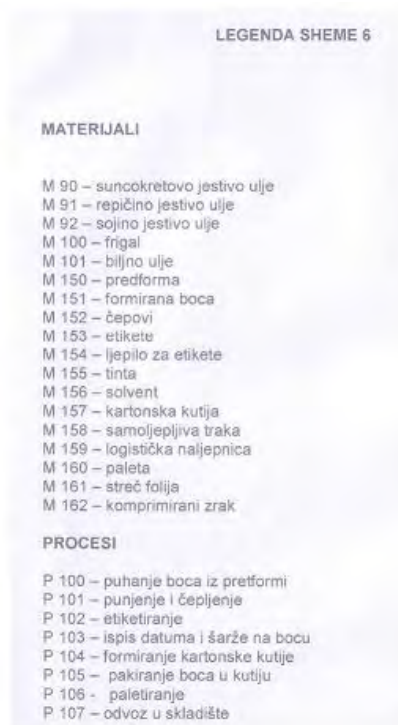 LEGENDA SHEME 6
MATERIJALI
M 90 – suncokretovo jestivo ulje
M 91 – repičino jestivo ulje
M 92 – sojino jestivo ulje
M 100 – frigal
M 101 – biljno ulje
M 150 – predforma
M 151 – formirana boca
M 152 – čepovi
M 153 – etikete
M 154 – ljepilo za etikete
M 155 – tinta
M 156 – solvent
M 157 – kartonska kutija
M 158 – samoljepljiva traka
M 159 – logistička naljepnica
M 160 – paleta
M 161 – streč folija
M 162 – komprimirani zrak
PROCESI
P 100 – puhanje boca iz pretformi
P 101 – punjenje i čepljenje
P 102 – etiketiranje
P 103 – ispis datuma i šarže na bocu
P 104 – formiranje kartonske kutije
P 105 – pakiranje boca u kutiju
P 106 - paletiranje
P 107 – odvoz u skladište